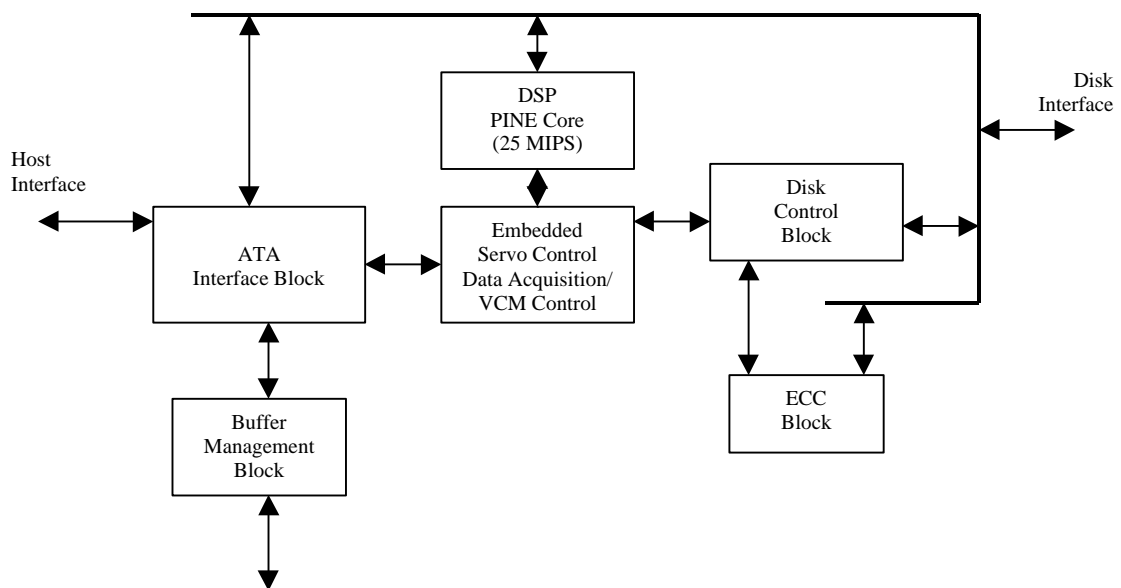 DSP
PINE Core
(25 MIPS)
Disk
Interface
Host
Interface
ATA
Interface Block
Embedded
Servo Control
Data Acquisition/
VCM Control
Disk
Control
Block
ECC
Block
Buffer
Management
Block